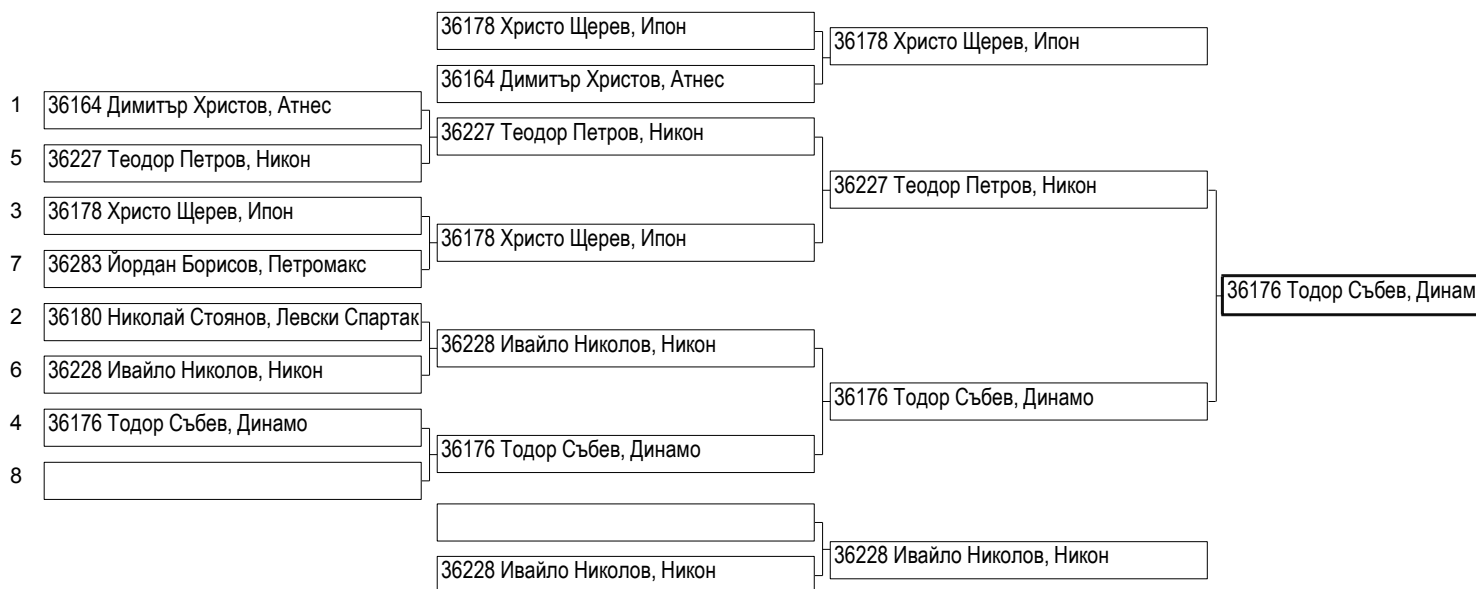 36178 Христо Щерев, Ипон
36178 Христо Щерев, Ипон
36164 Димитър Христов, Атнес
1 36164 Димитър Христов, Атнес
36227 Теодор Петров, Никон
5 36227 Теодор Петров, Никон
36227 Теодор Петров, Никон
3 36178 Христо Щерев, Ипон
36178 Христо Щерев, Ипон
7 36283 Йордан Борисов, Петромакс
36176 Тодор Събев, Динам
2 36180 Николай Стоянов, Левски Спартак
36228 Ивайло Николов, Никон
6 36228 Ивайло Николов, Никон
36176 Тодор Събев, Динамо
4 36176 Тодор Събев, Динамо
36176 Тодор Събев, Динамо
8
36228 Ивайло Николов, Никон
36228 Ивайло Николов, Никон